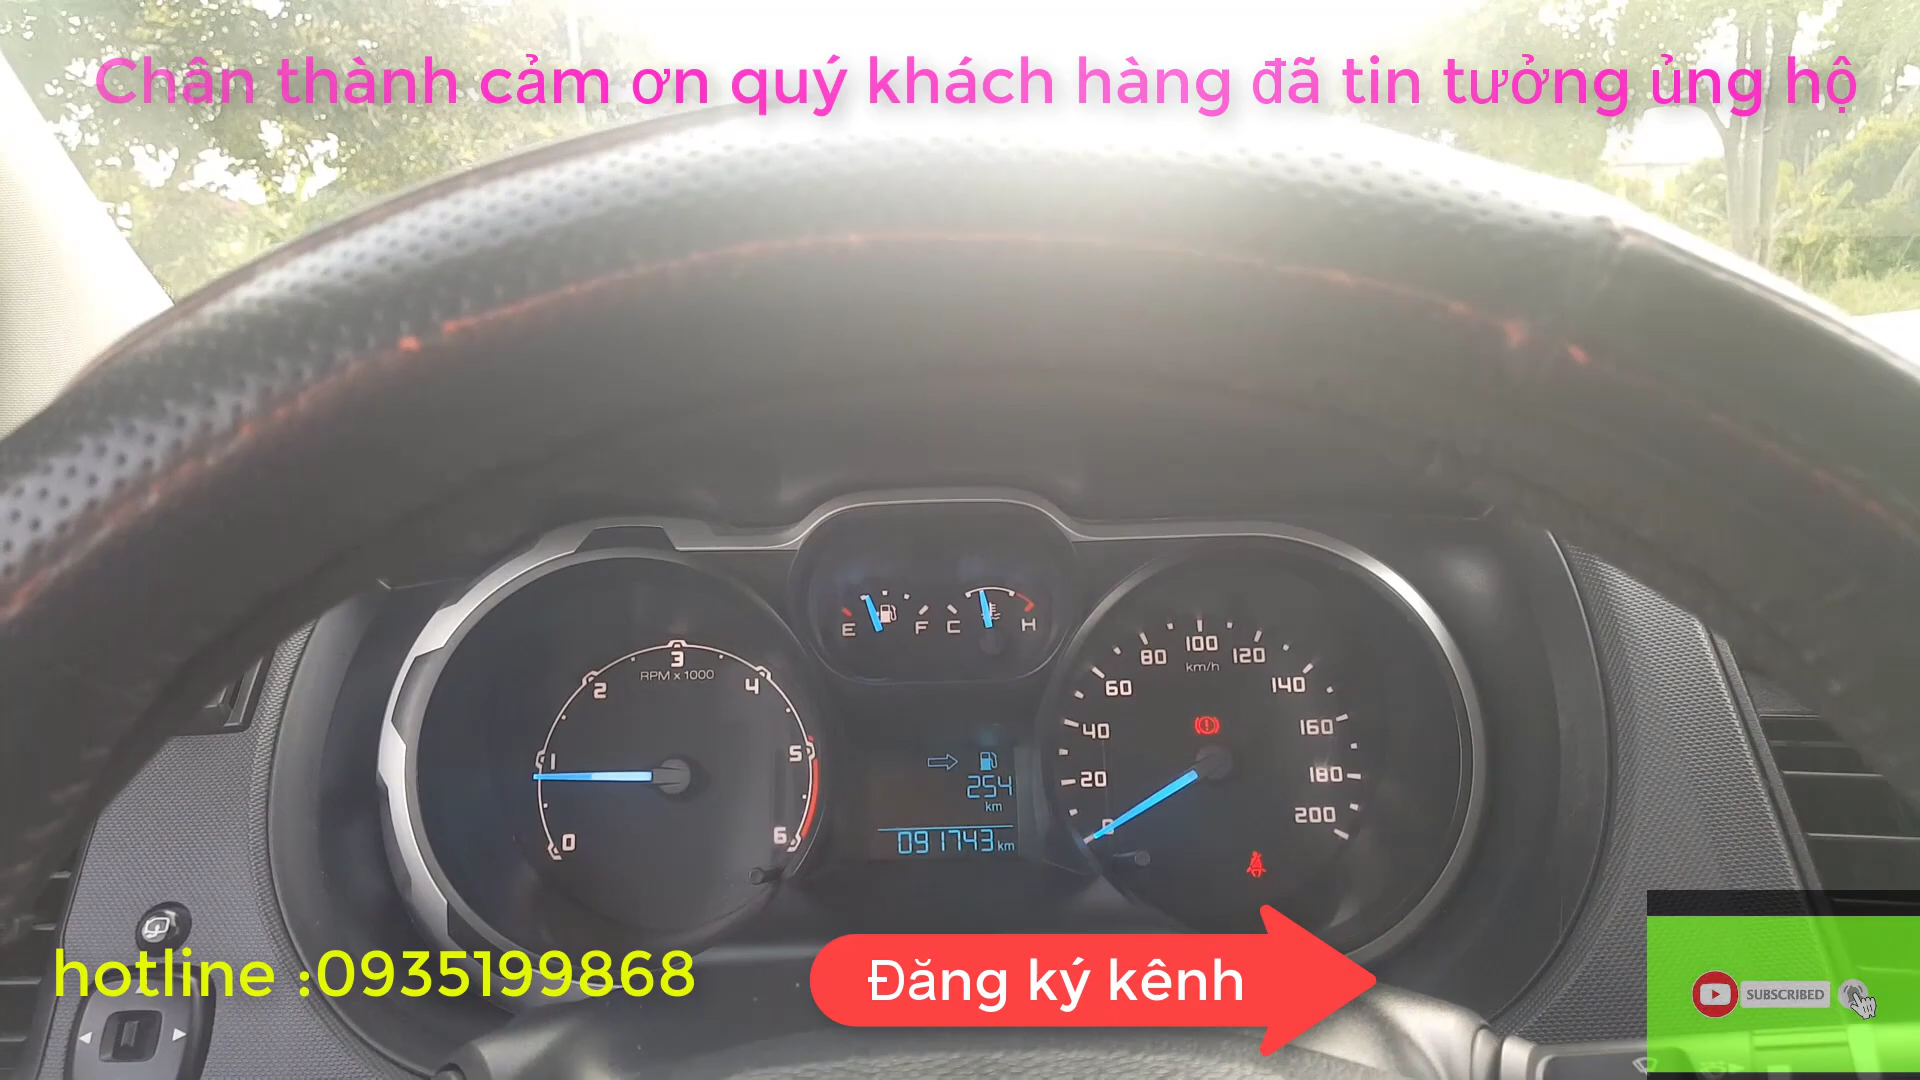 Chân thành cảm ơn quý khách hàng đã tin tưởng ủng hộ
E F C H
RPM x 1000
0 1 2 3 4 5 6
km/h
0 20 40 60 80 100 120 140 160 180 200
254
km
091743 km
hotline :0935199868
Đăng ký kênh
SUBSCRIBED